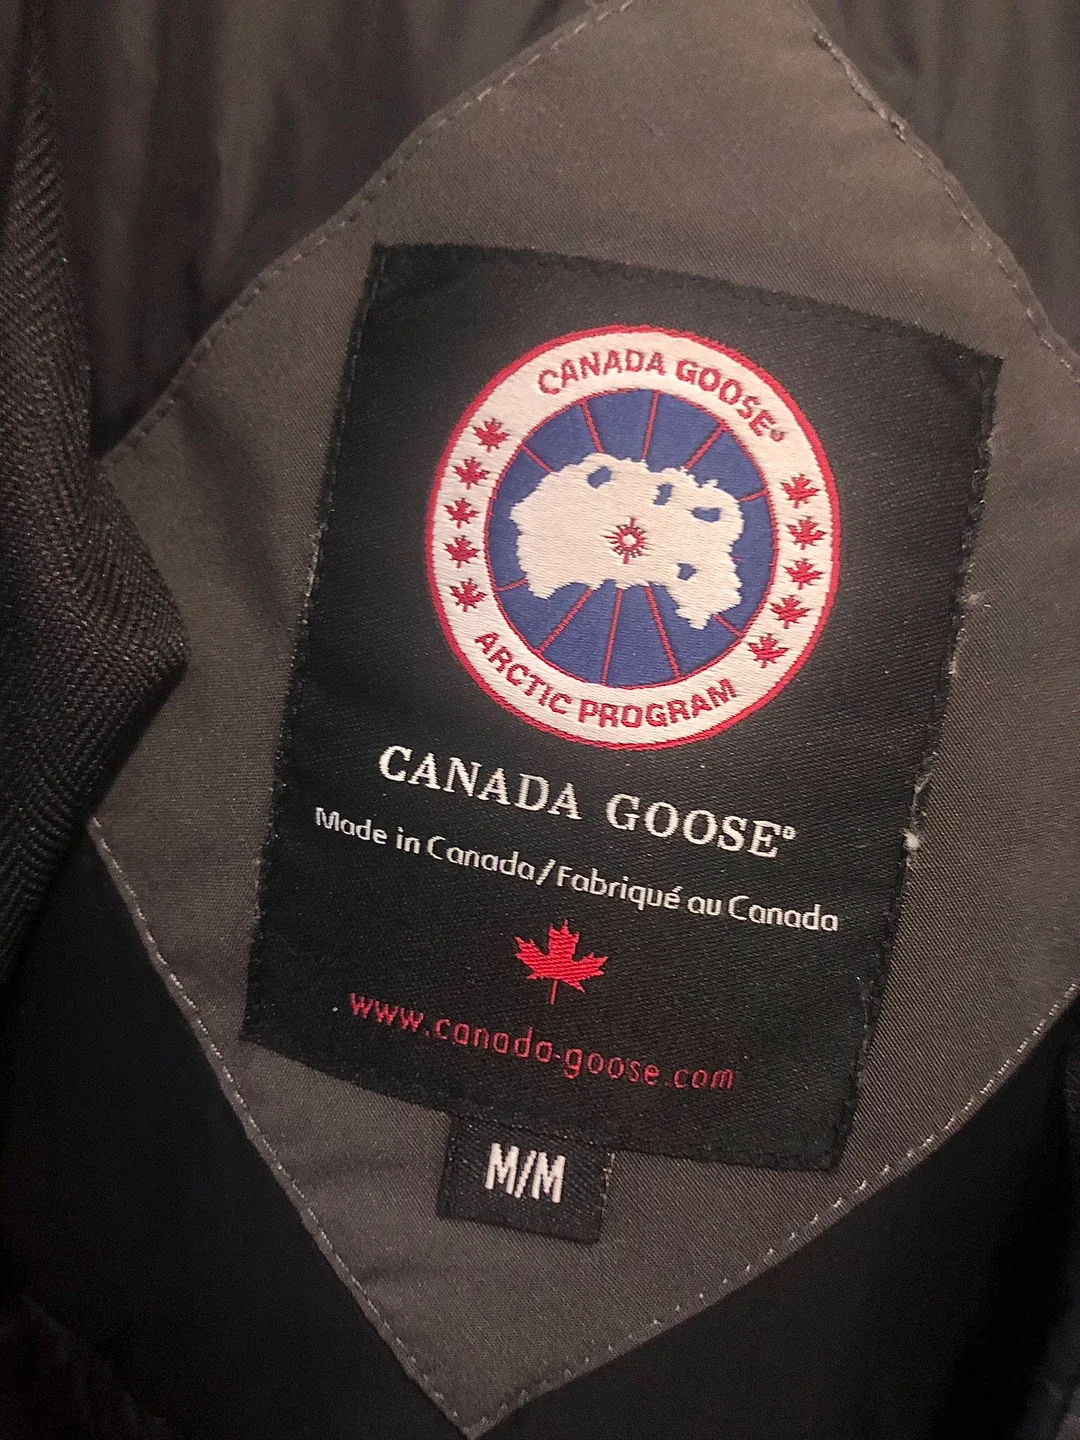 CANADA GOOSE®
ARCTIC PROGRAM
CANADA GOOSE®
Made in Canada/Fabriqué au Canada
www.canada-goose.com
M/M